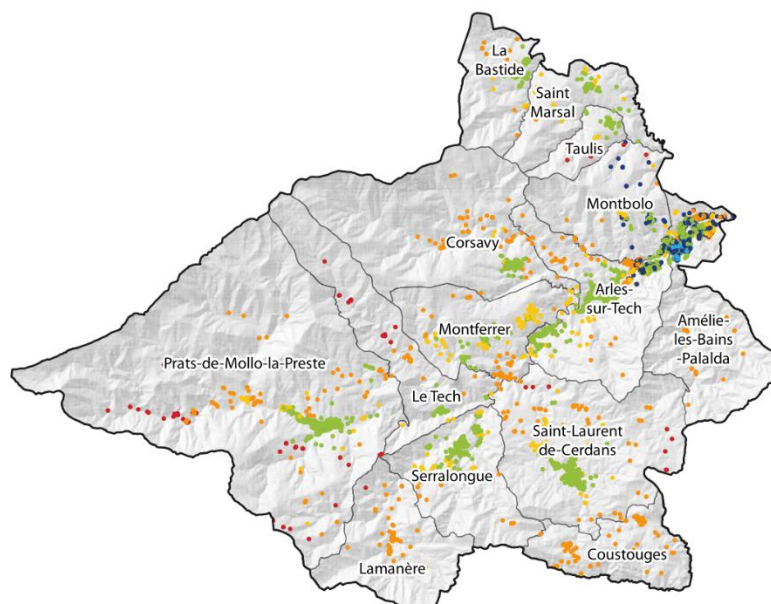 La
Bastide
Saint
Marsal
Taulis
Montbolo
Corsavy
Arles-
sur-Tech
Montferrer
Amélie-
les-Bains
-Palalda
Prats-de-Mollo-la-Preste
Le Tech
Saint-Laurent
de-Cerdans
Serralongue
Coustouges
Lamanère